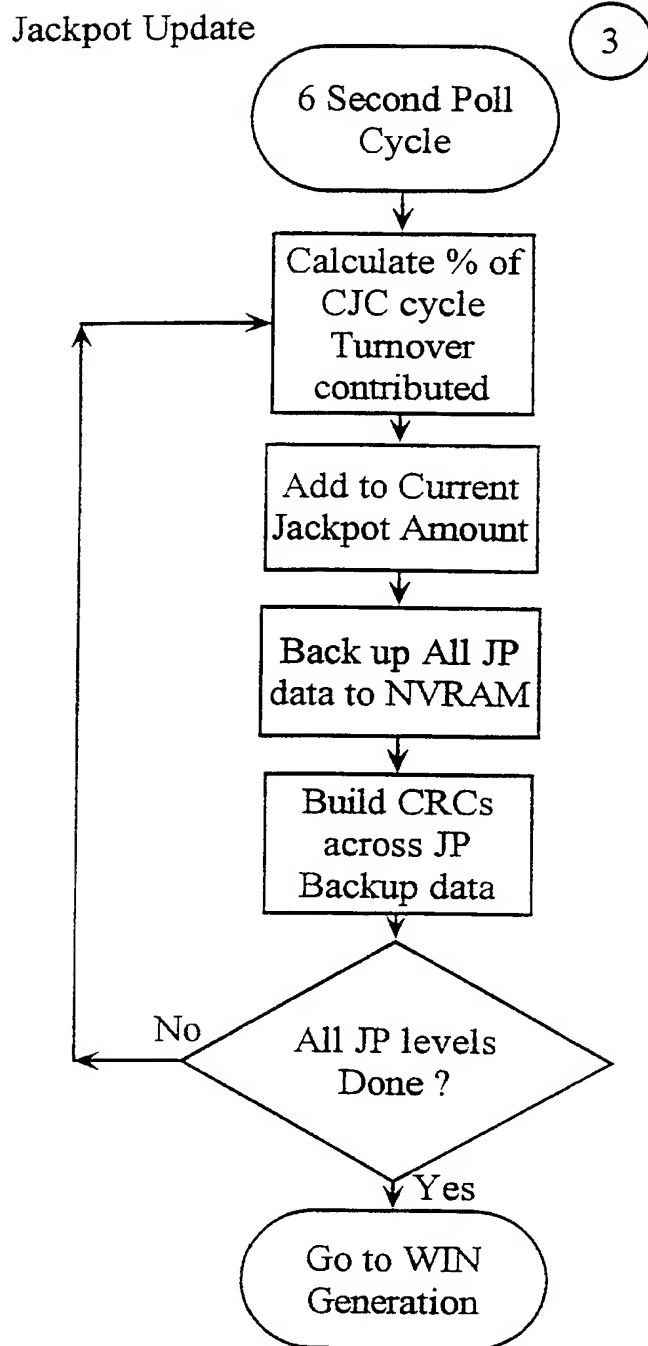 Jackpot Update
3
6 Second Poll
Cycle
Calculate % of
CJC cycle
Turnover
contributed
Add to Current
Jackpot Amount
Back up All JP
data to NVRAM
Build CRCs
across JP
Backup data
No
All JP levels
Done ?
Yes
Go to WIN
Generation